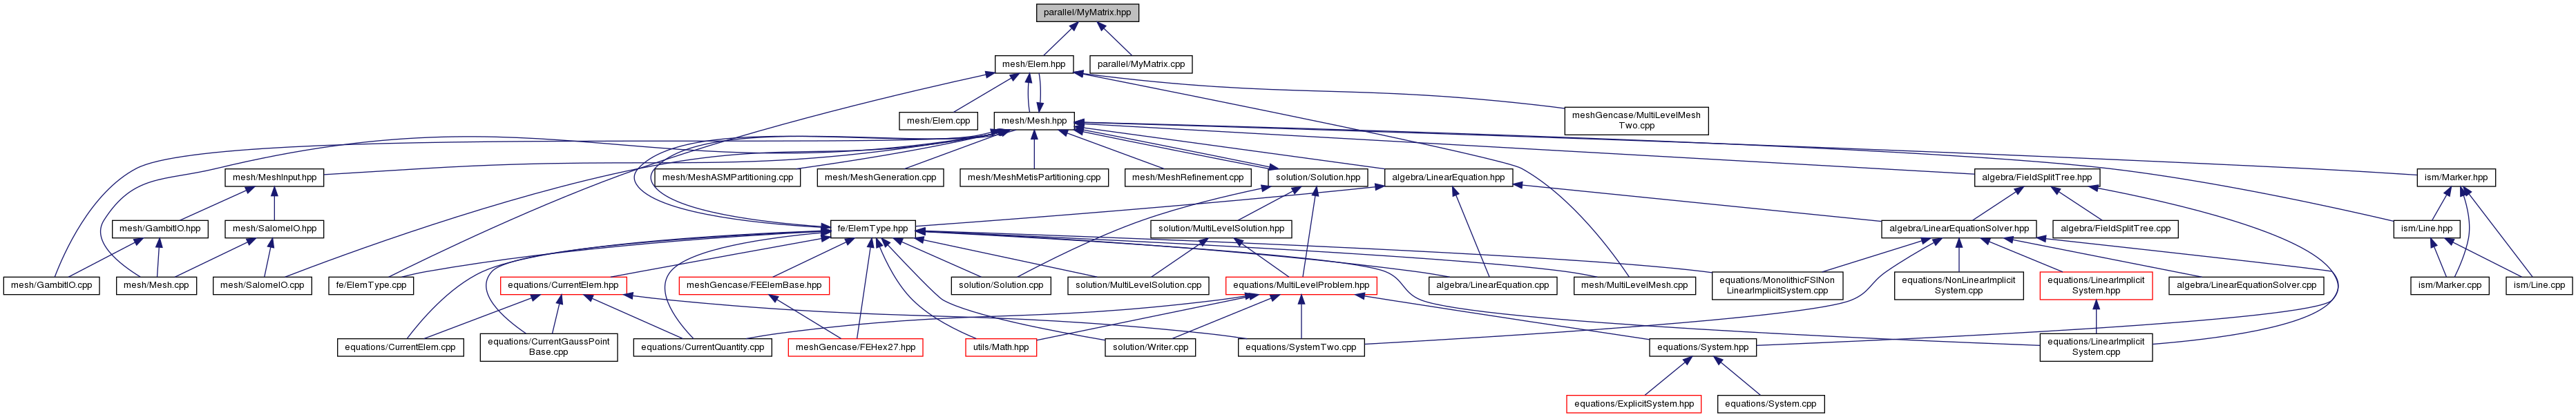 parallel/MyMatrix.hpp
mesh/Elem.hpp
parallel/MyMatrix.cpp
mesh/Elem.cpp
mesh/Mesh.hpp
meshGencase/MultiLevelMesh
Two.cpp
mesh/MeshInput.hpp
mesh/MeshASMPartitioning.cpp
mesh/MeshGeneration.cpp
mesh/MeshMetisPartitioning.cpp
mesh/MeshRefinement.cpp
solution/Solution.hpp
algebra/LinearEquation.hpp
algebra/FieldSplitTree.hpp
ism/Marker.hpp
mesh/GambitIO.hpp
mesh/SalomeIO.hpp
fe/ElemType.hpp
solution/MultiLevelSolution.hpp
algebra/LinearEquationSolver.hpp
algebra/FieldSplitTree.cpp
ism/Line.hpp
mesh/GambitIO.cpp
mesh/Mesh.cpp
mesh/SalomeIO.cpp
fe/ElemType.cpp
equations/CurrentElem.hpp
meshGencase/FEElemBase.hpp
solution/Solution.cpp
solution/MultiLevelSolution.cpp
equations/MultiLevelProblem.hpp
algebra/LinearEquation.cpp
mesh/MultiLevelMesh.cpp
equations/MonolithicFSINon
LinearImplicitSystem.cpp
equations/NonLinearImplicit
System.cpp
equations/LinearImplicit
System.hpp
algebra/LinearEquationSolver.cpp
ism/Marker.cpp
ism/Line.cpp
equations/CurrentElem.cpp
equations/CurrentGaussPoint
Base.cpp
equations/CurrentQuantity.cpp
meshGencase/FEHex27.hpp
utils/Math.hpp
solution/Writer.cpp
equations/SystemTwo.cpp
equations/System.hpp
equations/LinearImplicit
System.cpp
equations/ExplicitSystem.hpp
equations/System.cpp